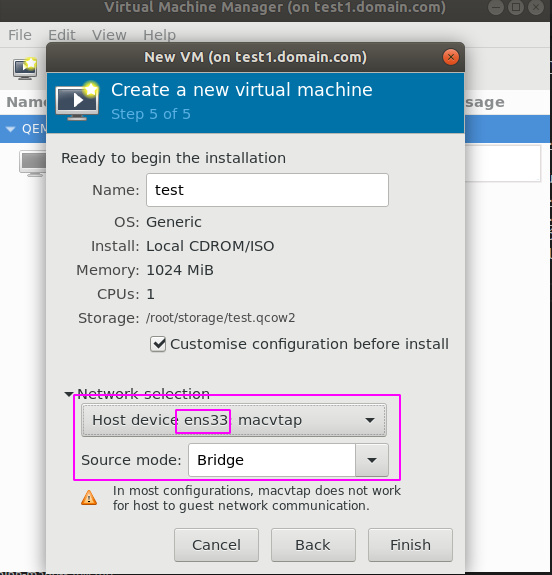 Virtual Machine Manager (on test1.domain.com)
File Edit View Help
New VM (on test1.domain.com)
Create a new virtual machine
Step 5 of 5
Ready to begin the installation
Name: test
OS: Generic
Install: Local CDROM/ISO
Memory: 1024 MiB
CPUs: 1
Storage: /root/storage/test.qcow2
Customise configuration before install
Network selection
Host device ens33: macvtap
Source mode: Bridge
In most configurations, macvtap does not work
for host to guest network communication.
Cancel Back Finish